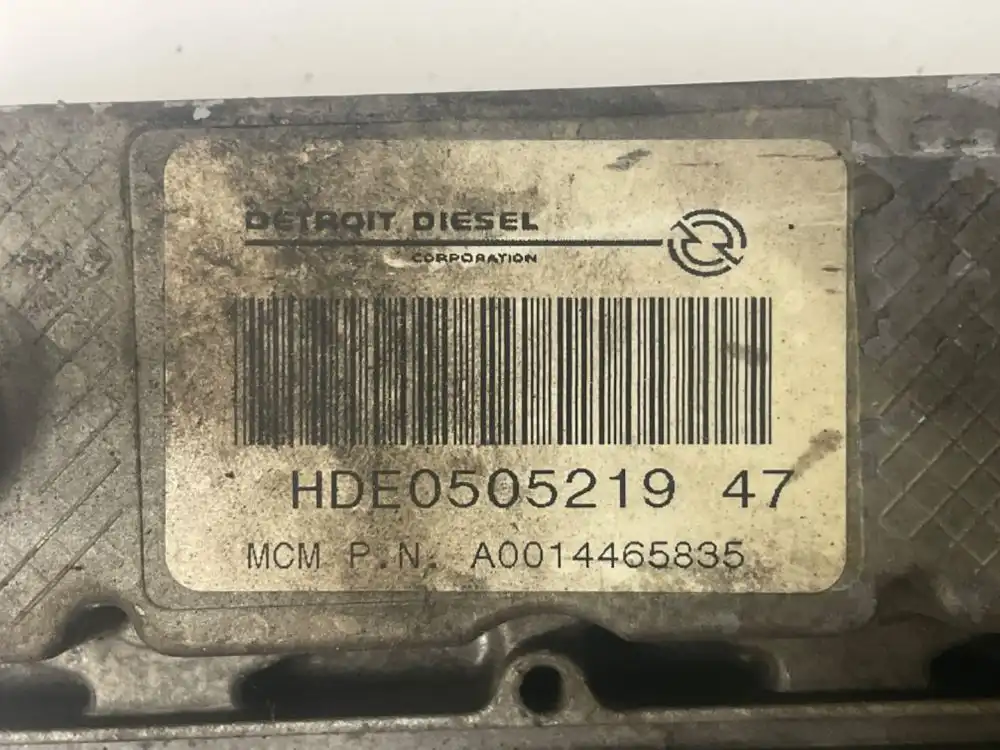 DETROIT DIESEL
CORPORATION
HDE0505219 47
MCM P.N. A0014465835